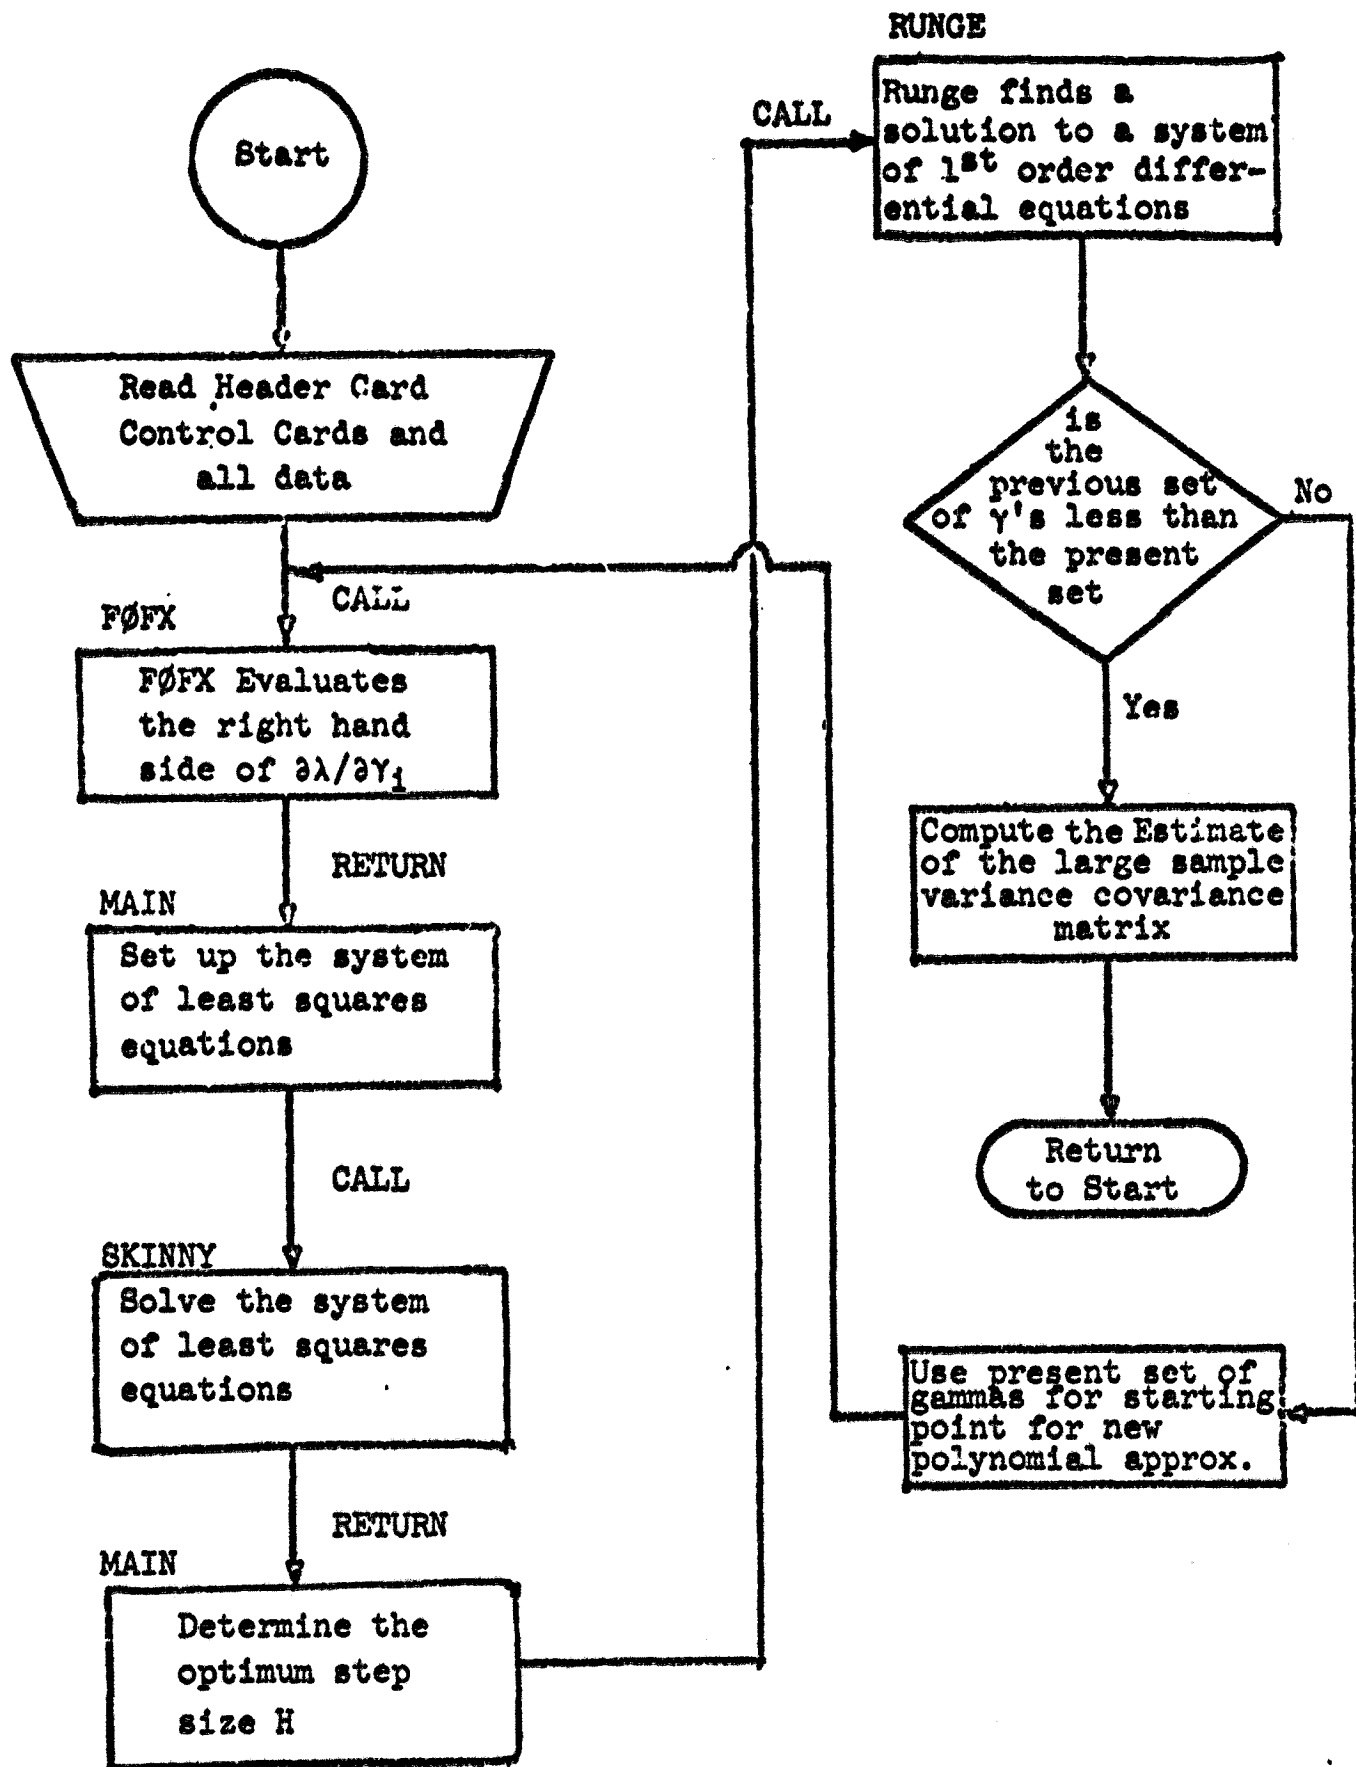 Start
Read Header Card
Control Cards and
all data
CALL
FØFX
FØFX Evaluates
the right hand
side of ∂λ/∂γi
RETURN
MAIN
Set up the system
of least squares
equations
CALL
SKINNY
Solve the system
of least squares
equations
RETURN
MAIN
Determine the
optimum step
size H
CALL
RUNGE
Runge finds a
solution to a system
of 1st order differ-
ential equations
is
the
previous set
of γ's less than
the present
set
No
Yes
Compute the Estimate
of the large sample
variance covariance
matrix
Return
to Start
Use present set of
gammas for starting
point for new
polynomial approx.